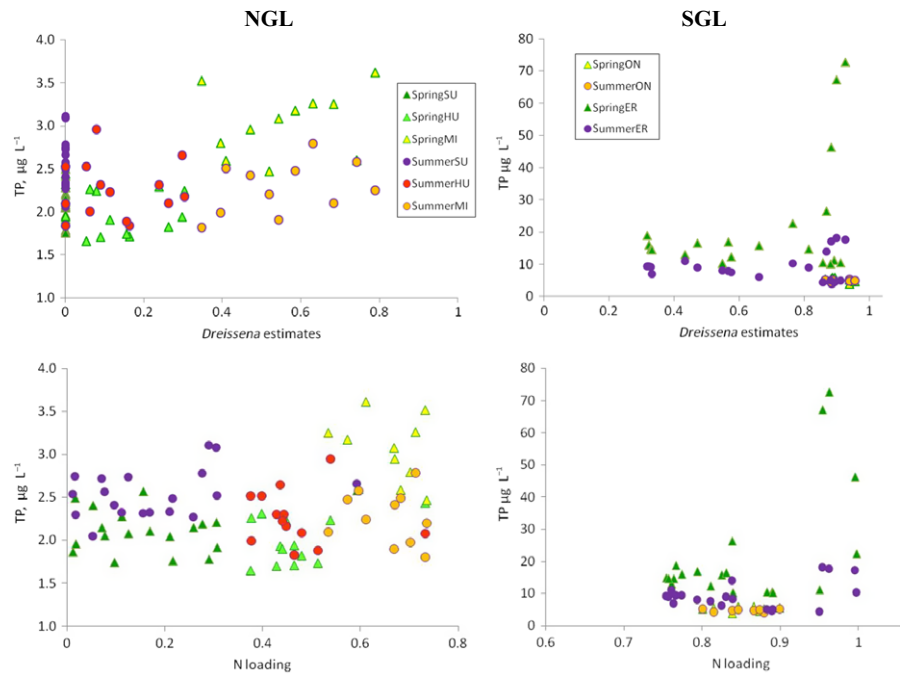 NGL
SGL
TP, µg L–1
4.0
3.5
3.0
2.5
2.0
1.5
1.0
0
0.2
0.4
0.6
0.8
1
Dreissena estimates
SpringSU
SpringHU
SpringMI
SummerSU
SummerHU
SummerMI
TP µg L–1
80
70
60
50
40
30
20
10
0
0
0.2
0.4
0.6
0.8
1
Dreissena estimates
SpringON
SummerON
SpringER
SummerER
TP, µg L–1
4.0
3.5
3.0
2.5
2.0
1.5
1.0
0
0.2
0.4
0.6
0.8
N loading
TP µg L–1
80
70
60
50
40
30
20
10
0
0.6
0.7
0.8
0.9
1
N loading